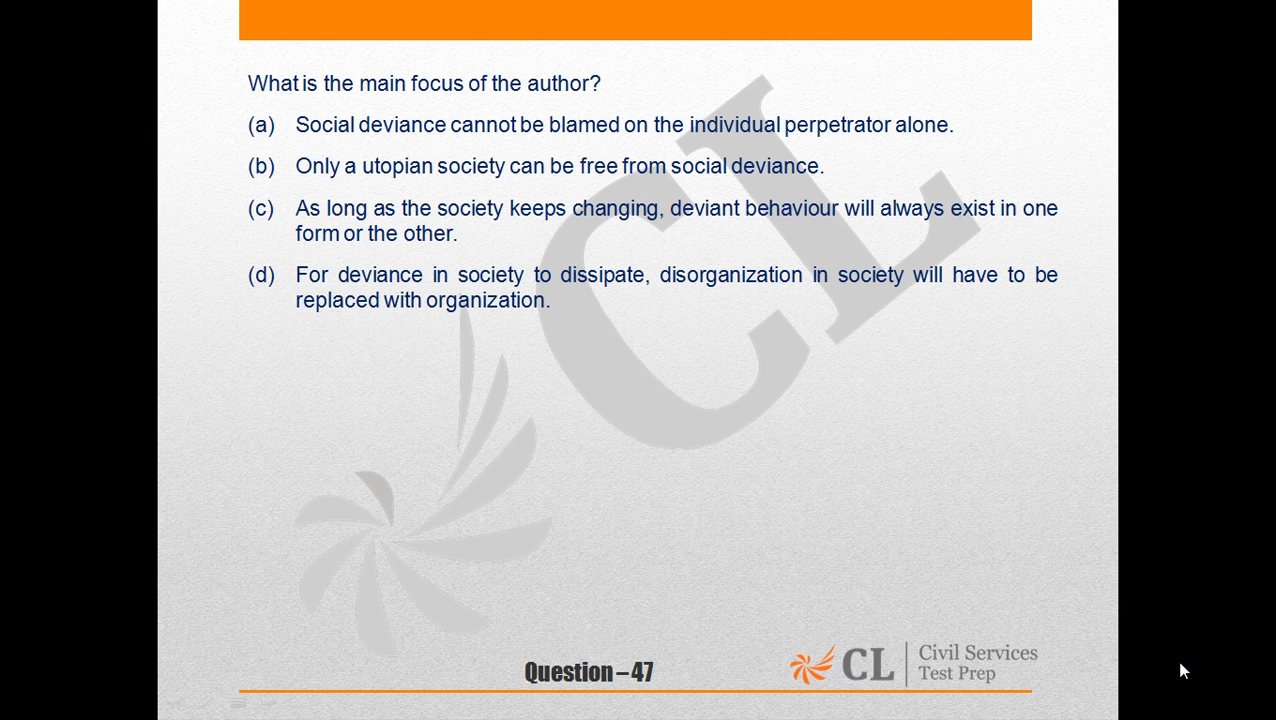 What is the main focus of the author?
(a) Social deviance cannot be blamed on the individual perpetrator alone.
(b) Only a utopian society can be free from social deviance.
(c) As long as the society keeps changing, deviant behaviour will always exist in one
form or the other.
(d) For deviance in society to dissipate, disorganization in society will have to be
replaced with organization.
CL
Question – 47
CL
Civil Services
Test Prep